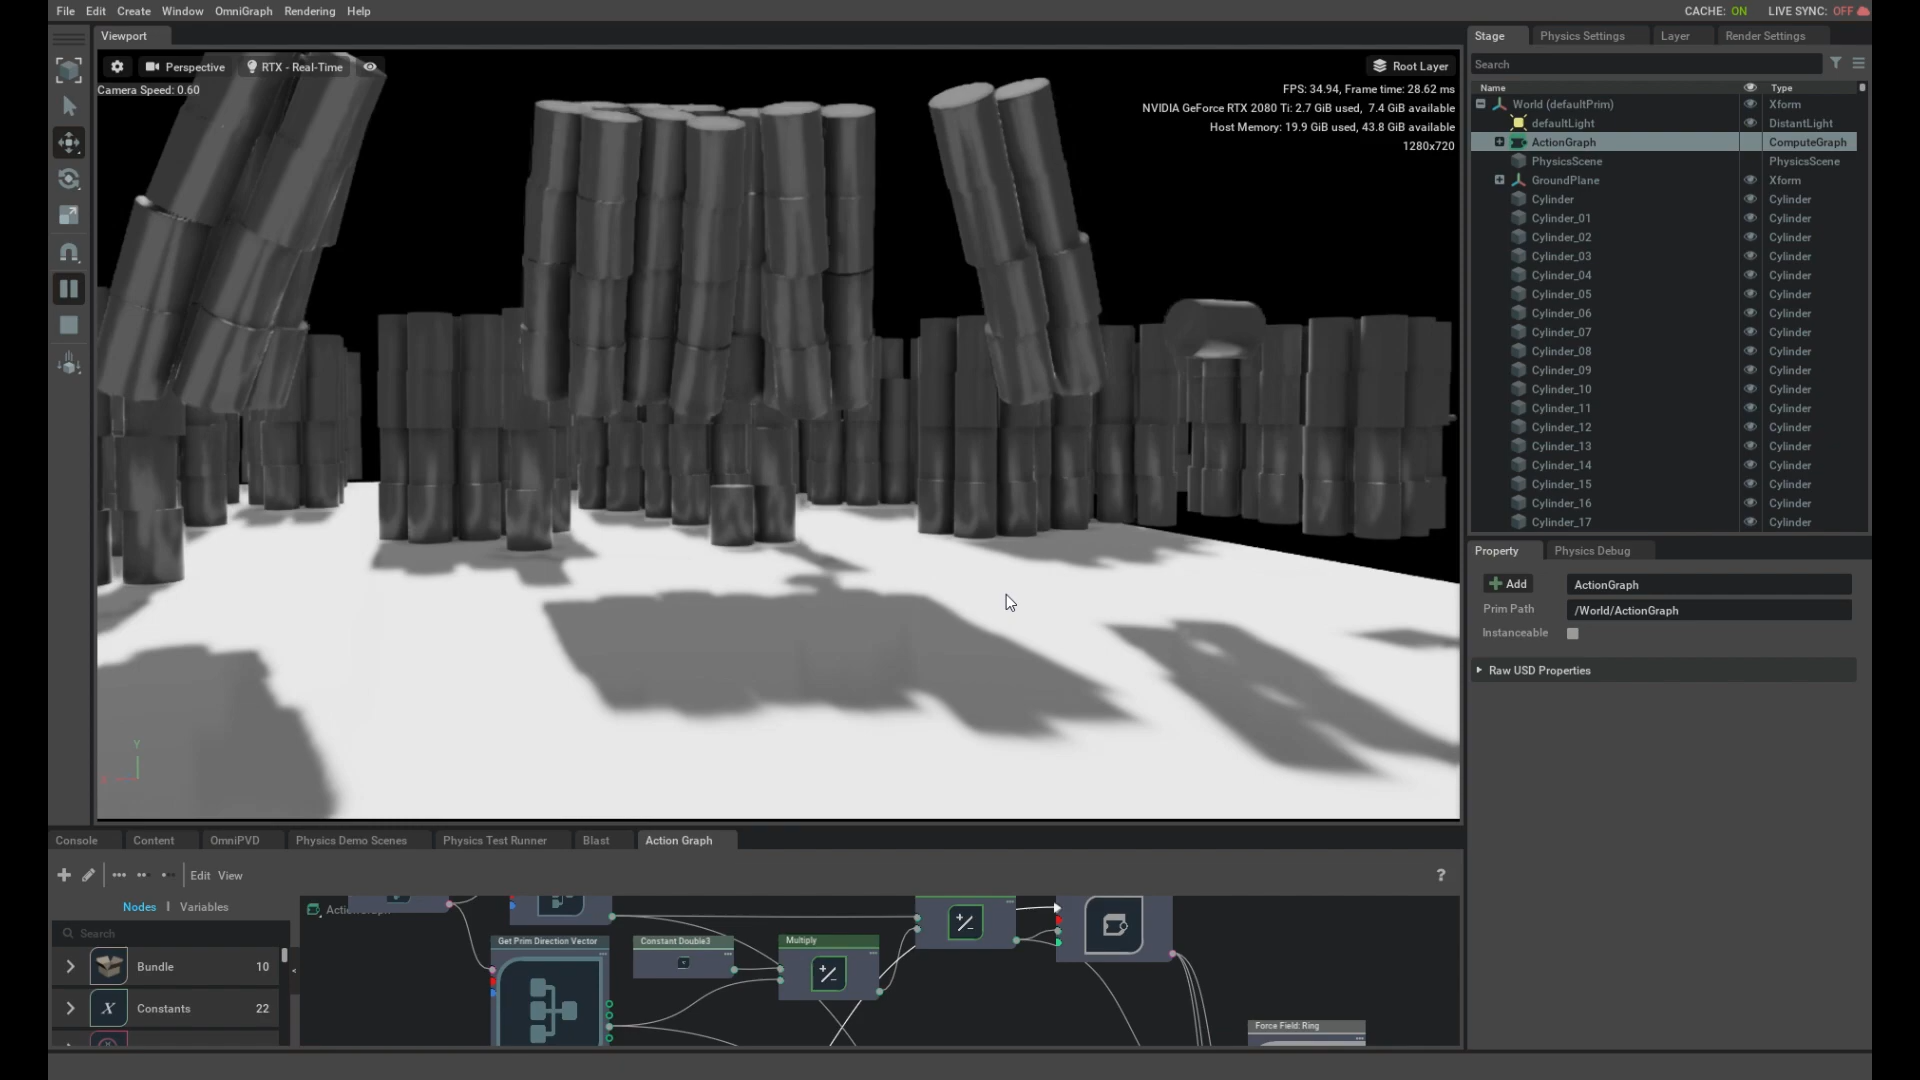 File Edit Create Window OmniGraph Rendering Help
CACHE: ON LIVE SYNC: OFF
Viewport
Perspective RTX - Real-Time
Root Layer
Camera Speed: 0.60
FPS: 34.94, Frame time: 28.62 ms
NVIDIA GeForce RTX 2080 Ti: 2.7 GiB used, 7.4 GiB available
Host Memory: 19.9 GiB used, 43.8 GiB available
1280x720
Y
Stage Physics Settings Layer Render Settings
Search
Name Type
World (defaultPrim) Xform
defaultLight DistantLight
ActionGraph ComputeGraph
PhysicsScene PhysicsScene
GroundPlane Xform
Cylinder Cylinder
Cylinder_01 Cylinder
Cylinder_02 Cylinder
Cylinder_03 Cylinder
Cylinder_04 Cylinder
Cylinder_05 Cylinder
Cylinder_06 Cylinder
Cylinder_07 Cylinder
Cylinder_08 Cylinder
Cylinder_09 Cylinder
Cylinder_10 Cylinder
Cylinder_11 Cylinder
Cylinder_12 Cylinder
Cylinder_13 Cylinder
Cylinder_14 Cylinder
Cylinder_15 Cylinder
Cylinder_16 Cylinder
Cylinder_17 Cylinder
Property Physics Debug
Add ActionGraph
Prim Path /World/ActionGraph
Instanceable
Raw USD Properties
Console Content OmniPVD Physics Demo Scenes Physics Test Runner Blast Action Graph
Edit View ?
Nodes | Variables
Search
Bundle 10
X Constants 22
ActionGraph
Get Prim Direction Vector
Constant Double3
Multiply
Force Field: Ring